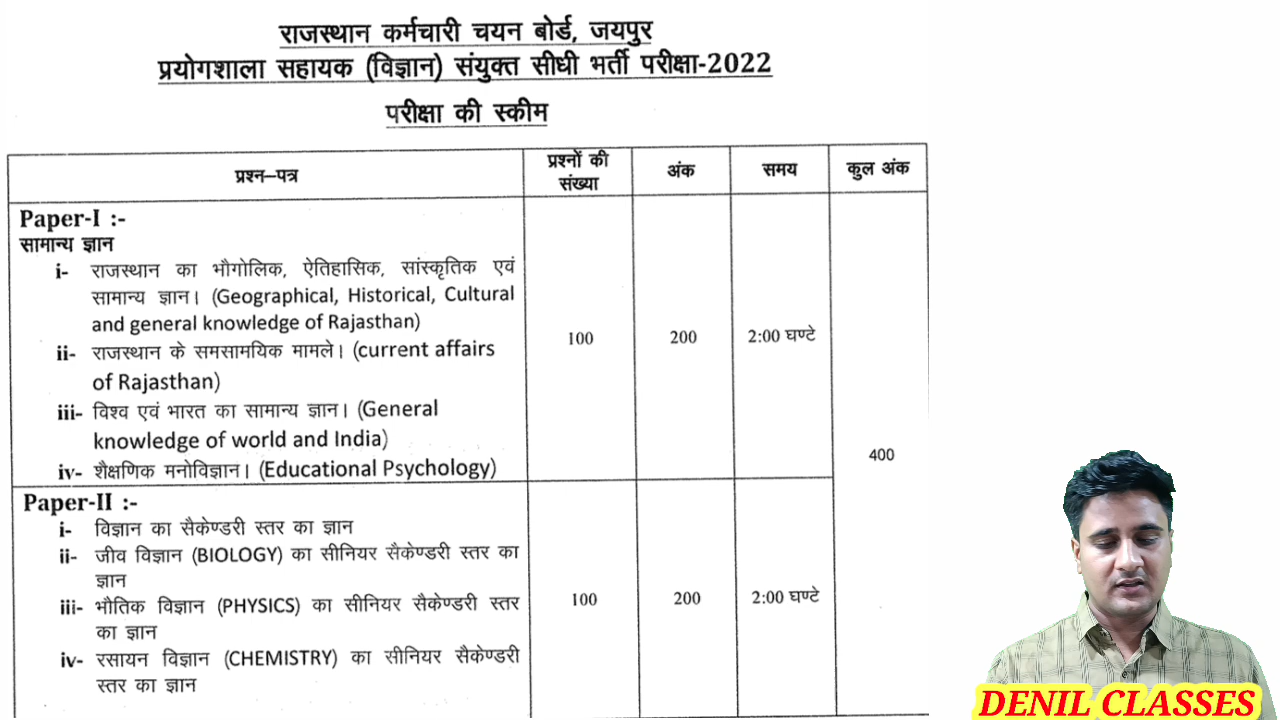 राजस्थान कर्मचारी चयन बोर्ड, जयपुर
प्रयोगशाला सहायक (विज्ञान) संयुक्त सीधी भर्ती परीक्षा-2022
परीक्षा की स्कीम
प्रश्न–पत्र
प्रश्नों की
संख्या
अंक
समय
कुल अंक
Paper-I :-
सामान्य ज्ञान
i- राजस्थान का भौगोलिक, ऐतिहासिक, सांस्कृतिक एवं
सामान्य ज्ञान। (Geographical, Historical, Cultural
and general knowledge of Rajasthan)
ii- राजस्थान के समसामयिक मामले। (current affairs
of Rajasthan)
iii- विश्व एवं भारत का सामान्य ज्ञान। (General
knowledge of world and India)
iv- शैक्षणिक मनोविज्ञान। (Educational Psychology)
100
200
2:00 घण्टे
400
Paper-II :-
i- विज्ञान का सैकेण्डरी स्तर का ज्ञान
ii- जीव विज्ञान (BIOLOGY) का सीनियर सैकेण्डरी स्तर का
ज्ञान
iii- भौतिक विज्ञान (PHYSICS) का सीनियर सैकेण्डरी स्तर
का ज्ञान
iv- रसायन विज्ञान (CHEMISTRY) का सीनियर सैकेण्डरी
स्तर का ज्ञान
100
200
2:00 घण्टे
DENIL CLASSES